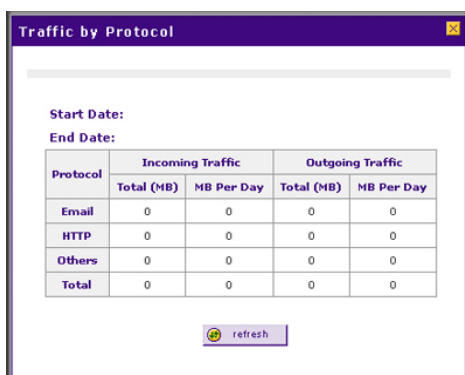 Traffic by Protocol
Start Date:
End Date:
Protocol Incoming Traffic Outgoing Traffic
Total (MB) MB Per Day Total (MB) MB Per Day
Email 0 0 0 0
HTTP 0 0 0 0
Others 0 0 0 0
Total 0 0 0 0
refresh